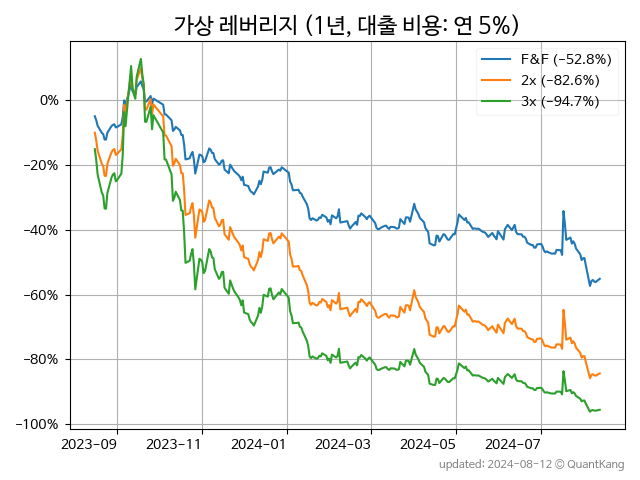 가상 레버리지 (1년, 대출 비용: 연 5%)
F&F (−52.8%)
2x (−82.6%)
3x (−94.7%)
0%
−20%
−40%
−60%
−80%
−100%
2023-09 2023-11 2024-01 2024-03 2024-05 2024-07
updated: 2024-08-12 © QuantKang